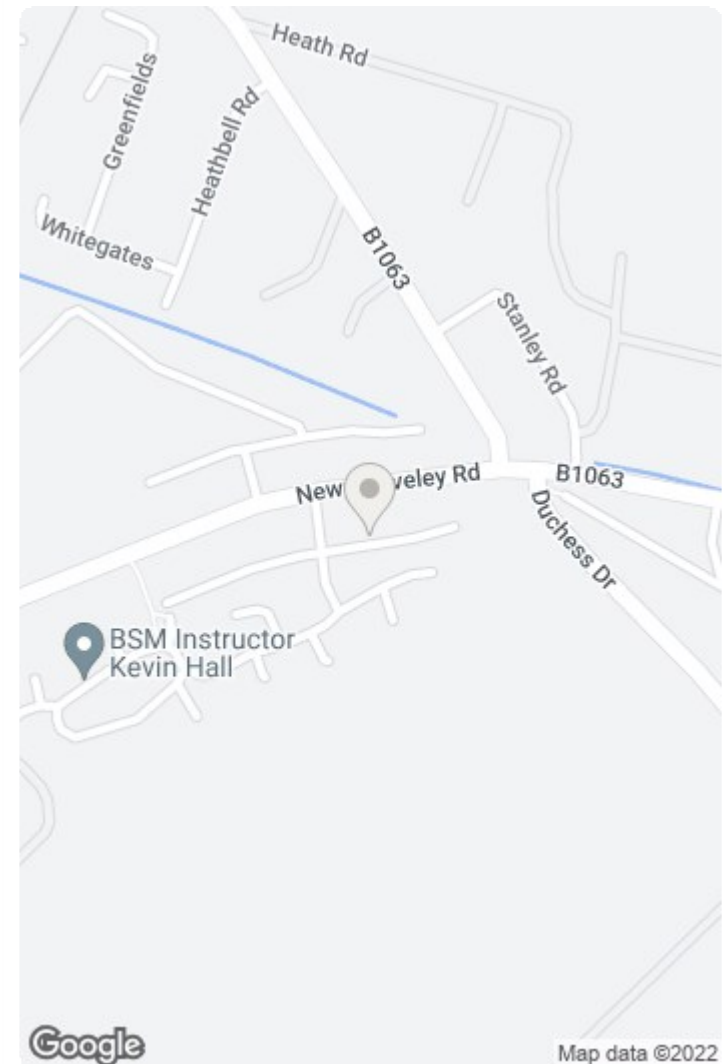 Heath Rd
Greenfields
Heathbell Rd
Whitegates
B1063
Stanley Rd
New
veley Rd
B1063
Duchess Dr
BSM Instructor
Kevin Hall
Google
Map data ©2022